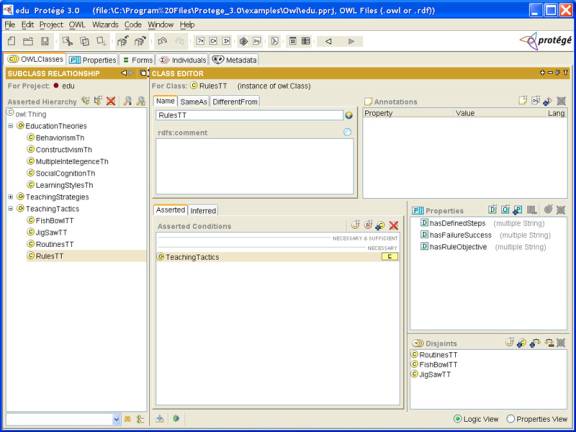 edu Protégé 3.0 (file:\C:\Program%20Files\Protege_3.0\examples\Owl\edu.pprj, OWL Files (.owl or .rdf))
File Edit Project OWL Wizards Code Window Help
protégé
OWLClasses Properties Forms Individuals Metadata
SUBCLASS RELATIONSHIP
For Project: edu
Asserted Hierarchy
owl:Thing
EducationTheories
BehaviorismTh
ConstructivismTh
MultipleIntellegenceTh
SocialCognitionTh
LearningStylesTh
TeachingStrategies
TeachingTactics
FishBowlTT
JigSawTT
RoutinesTT
RulesTT
CLASS EDITOR
For Class: RulesTT (instance of owl:Class)
Name SameAs DifferentFrom
RulesTT
rdfs:comment
Annotations
Property Value Lang
Asserted Inferred
Asserted Conditions
NECESSARY & SUFFICIENT
NECESSARY
TeachingTactics
Properties
hasDefinedSteps (multiple String)
hasFailureSuccess (multiple String)
hasRuleObjective (multiple String)
Disjoints
RoutinesTT
FishBowlTT
JigSawTT
Logic View Properties View